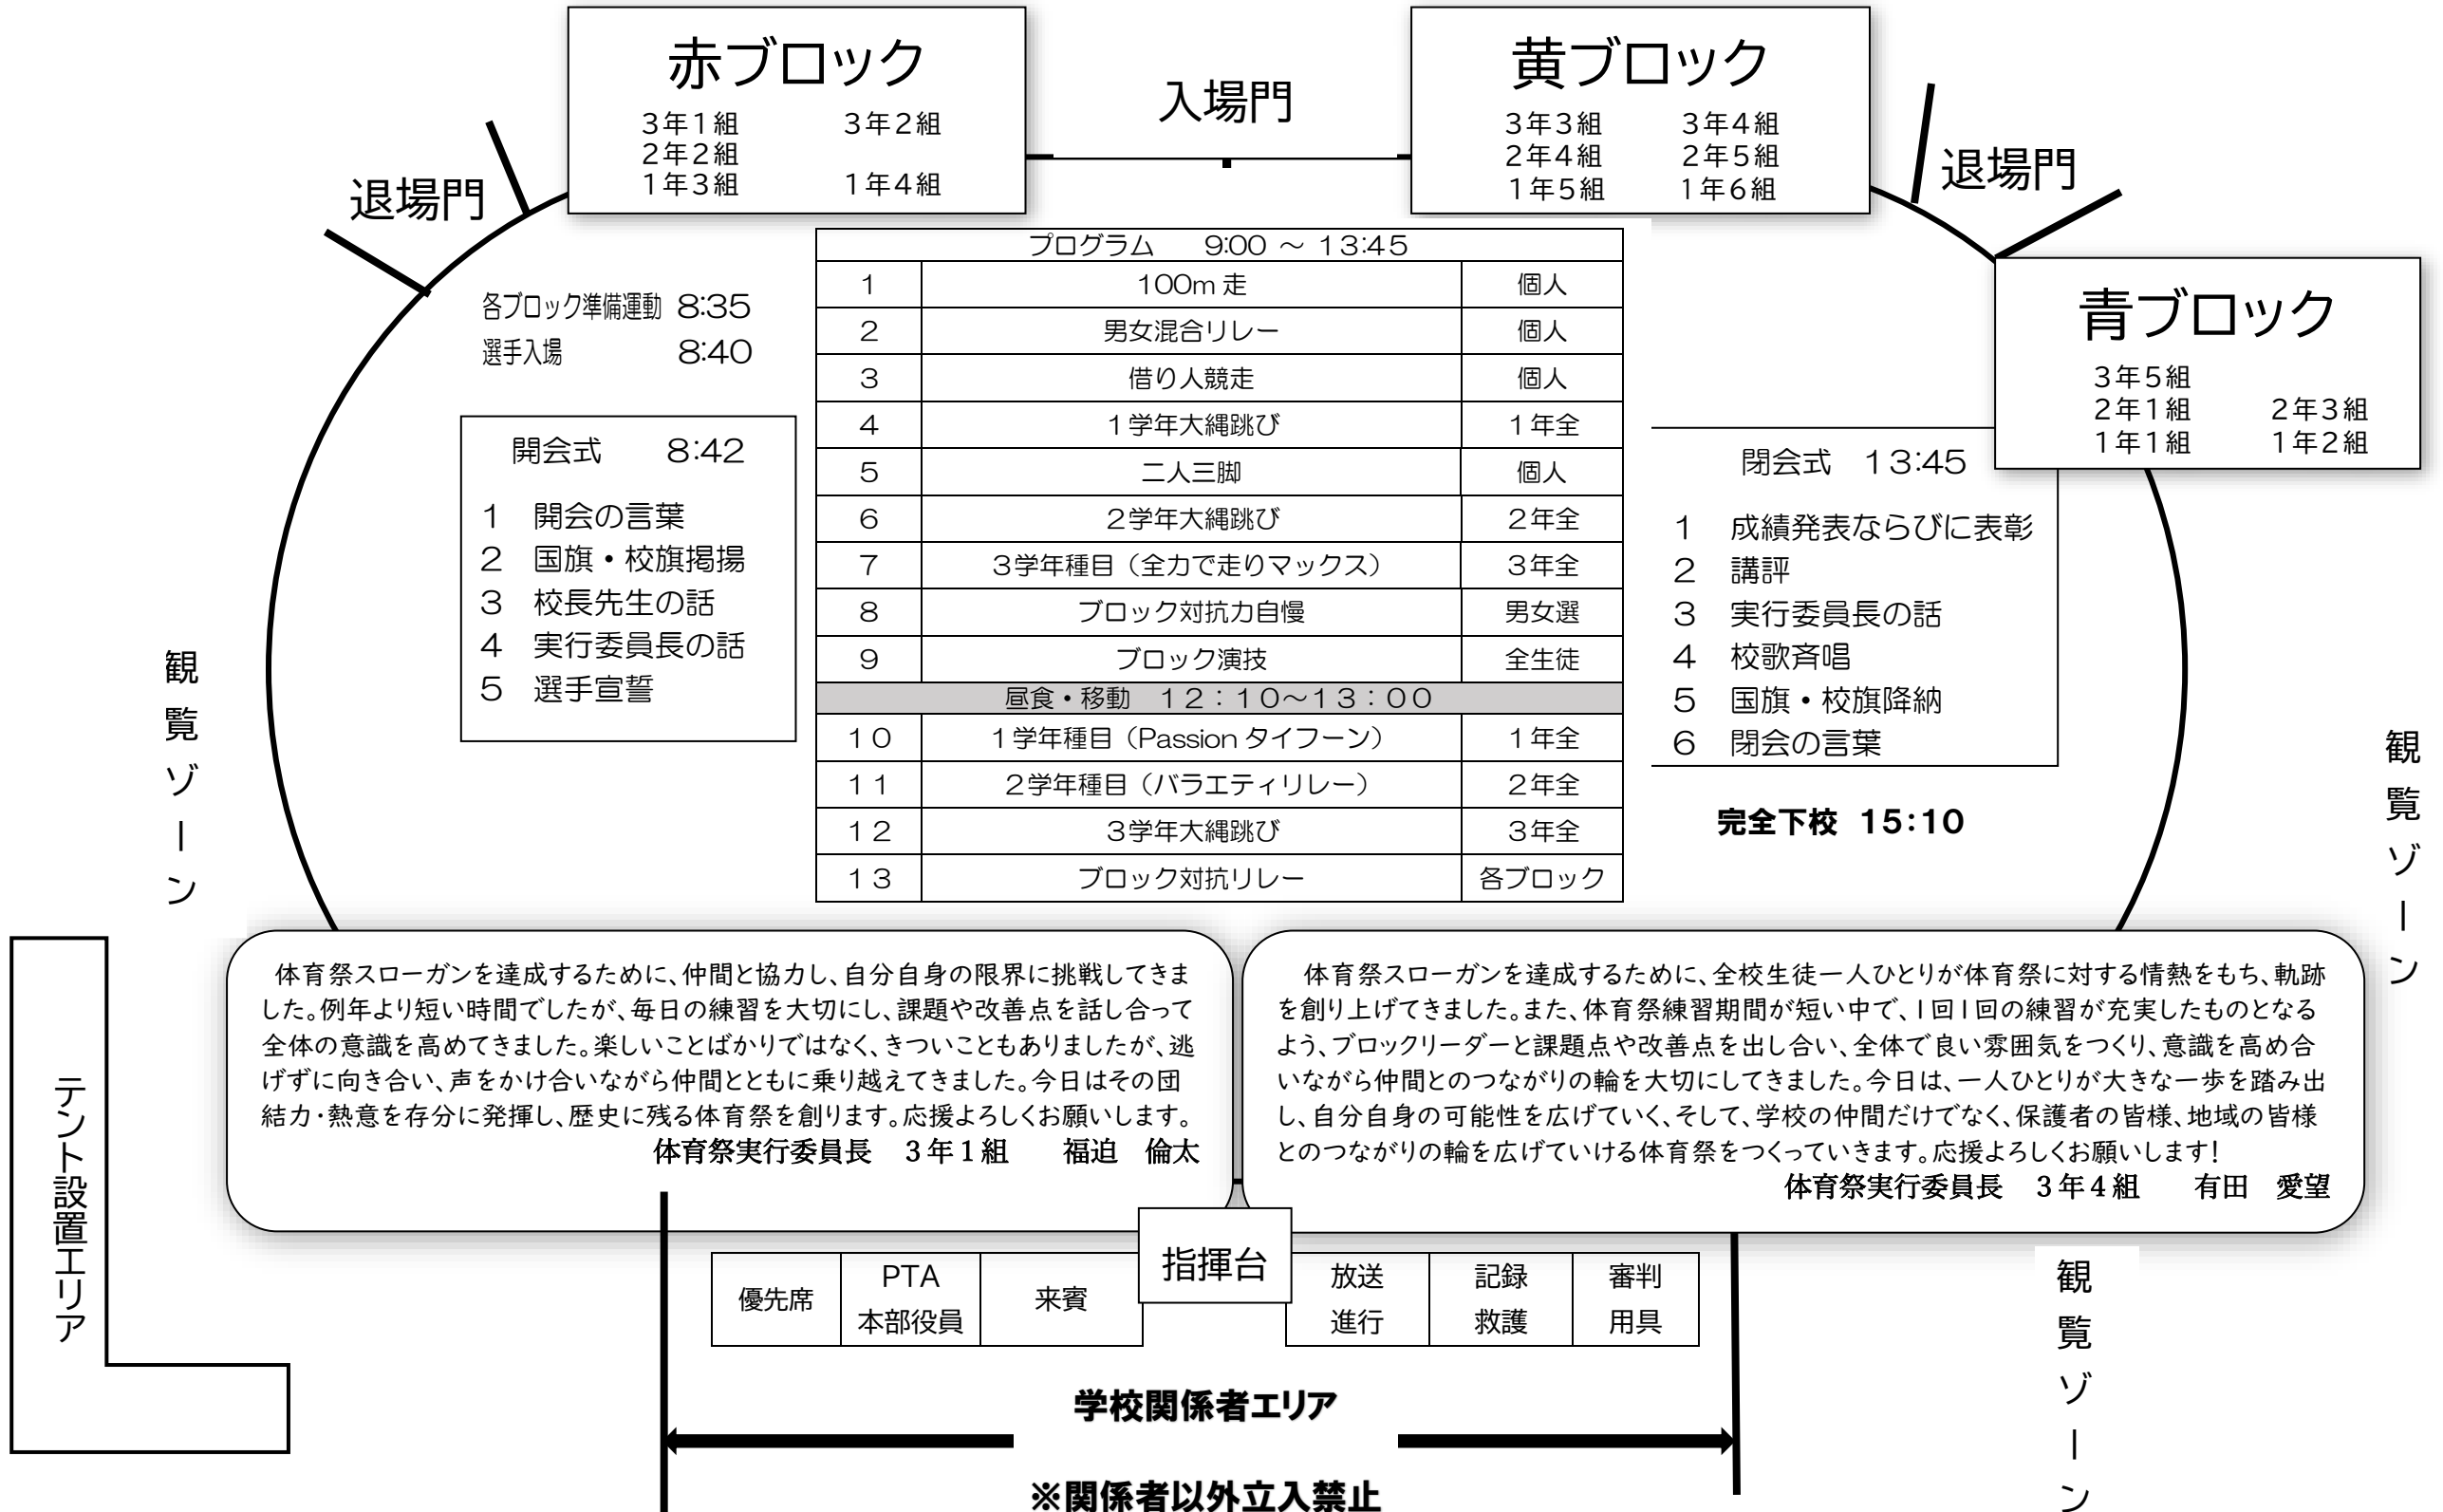 赤ブロック
3年1組　3年2組
2年2組
1年3組　1年4組
入場門
黄ブロック
3年3組　3年4組
2年4組　2年5組
1年5組　1年6組
退場門
退場門
青ブロック
3年5組
2年1組　2年3組
1年1組　1年2組
各ブロック準備運動　8:35
選手入場　8:40
開会式　8:42
1　開会の言葉
2　国旗・校旗掲揚
3　校長先生の話
4　実行委員長の話
5　選手宣誓
プログラム　9:00 ～ 13:45
1　100m 走　個人
2　男女混合リレー　個人
3　借り人競走　個人
4　1学年大縄跳び　1年全
5　二人三脚　個人
6　2学年大縄跳び　2年全
7　3学年種目（全力で走りマックス）　3年全
8　ブロック対抗力自慢　男女選
9　ブロック演技　全生徒
昼食・移動　12：10～13：00
10　1学年種目（Passion タイフーン）　1年全
11　2学年種目（バラエティリレー）　2年全
12　3学年大縄跳び　3年全
13　ブロック対抗リレー　各ブロック
閉会式　13:45
1　成績発表ならびに表彰
2　講評
3　実行委員長の話
4　校歌斉唱
5　国旗・校旗降納
6　閉会の言葉
完全下校　15:10
観覧ゾーン
観覧ゾーン
体育祭スローガンを達成するために、仲間と協力し、自分自身の限界に挑戦してきま
した。例年より短い時間でしたが、毎日の練習を大切にし、課題や改善点を話し合って
全体の意識を高めてきました。楽しいことばかりではなく、きついこともありましたが、逃
げずに向き合い、声をかけ合いながら仲間とともに乗り越えてきました。今日はその団
結力・熱意を存分に発揮し、歴史に残る体育祭を創ります。応援よろしくお願いします。
体育祭実行委員長　3年1組　福迫　倫太
体育祭スローガンを達成するために、全校生徒一人ひとりが体育祭に対する情熱をもち、軌跡
を創り上げてきました。また、体育祭練習期間が短い中で、1回1回の練習が充実したものとなる
よう、ブロックリーダーと課題点や改善点を出し合い、全体で良い雰囲気をつくり、意識を高め合
いながら仲間とのつながりの輪を大切にしてきました。今日は、一人ひとりが大きな一歩を踏み出
し、自分自身の可能性を広げていく、そして、学校の仲間だけでなく、保護者の皆様、地域の皆様
とのつながりの輪を広げていける体育祭をつくっていきます。応援よろしくお願いします！
体育祭実行委員長　3年4組　有田　愛望
テント設置エリア
指揮台
優先席
PTA
本部役員
来賓
放送
進行
記録
救護
審判
用具
観覧ゾーン
学校関係者エリア
※関係者以外立入禁止